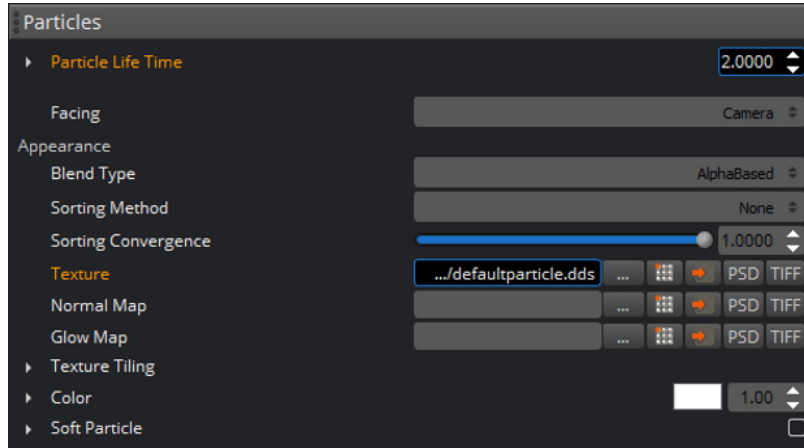 Particles
Particle Life Time 2.0000
Facing Camera
Appearance
Blend Type AlphaBased
Sorting Method None
Sorting Convergence 1.0000
Texture .../defaultparticle.dds ... PSD TIFF
Normal Map ... PSD TIFF
Glow Map ... PSD TIFF
Texture Tiling
Color 1.00
Soft Particle